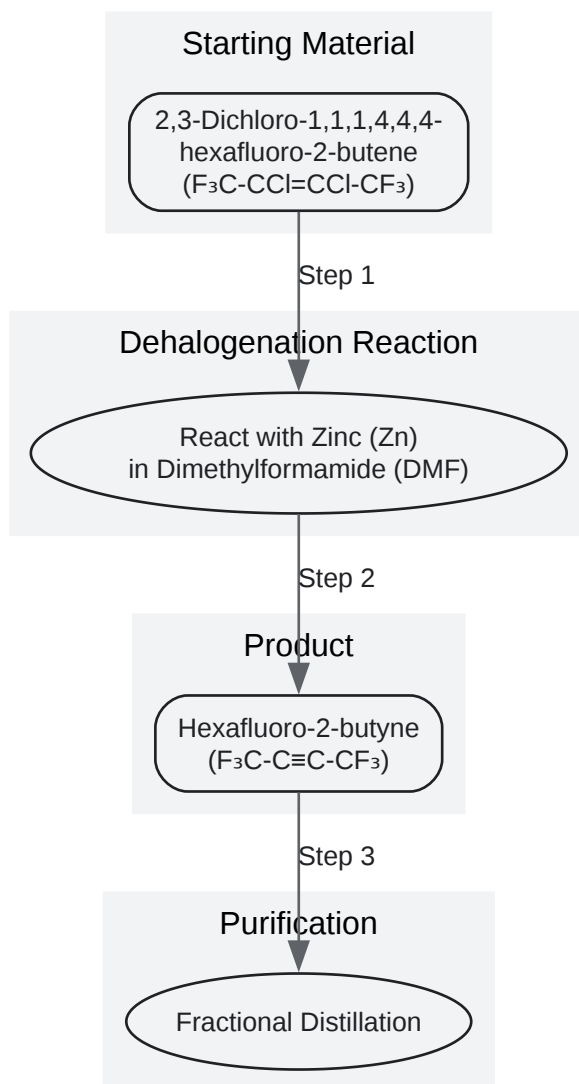 Starting Material
2,3-Dichloro-1,1,1,4,4,4-
hexafluoro-2-butene
(F₃C-CCl=CCl-CF₃)
Step 1
Dehalogenation Reaction
React with Zinc (Zn)
in Dimethylformamide (DMF)
Step 2
Product
Hexafluoro-2-butyne
(F₃C-C≡C-CF₃)
Step 3
Purification
Fractional Distillation